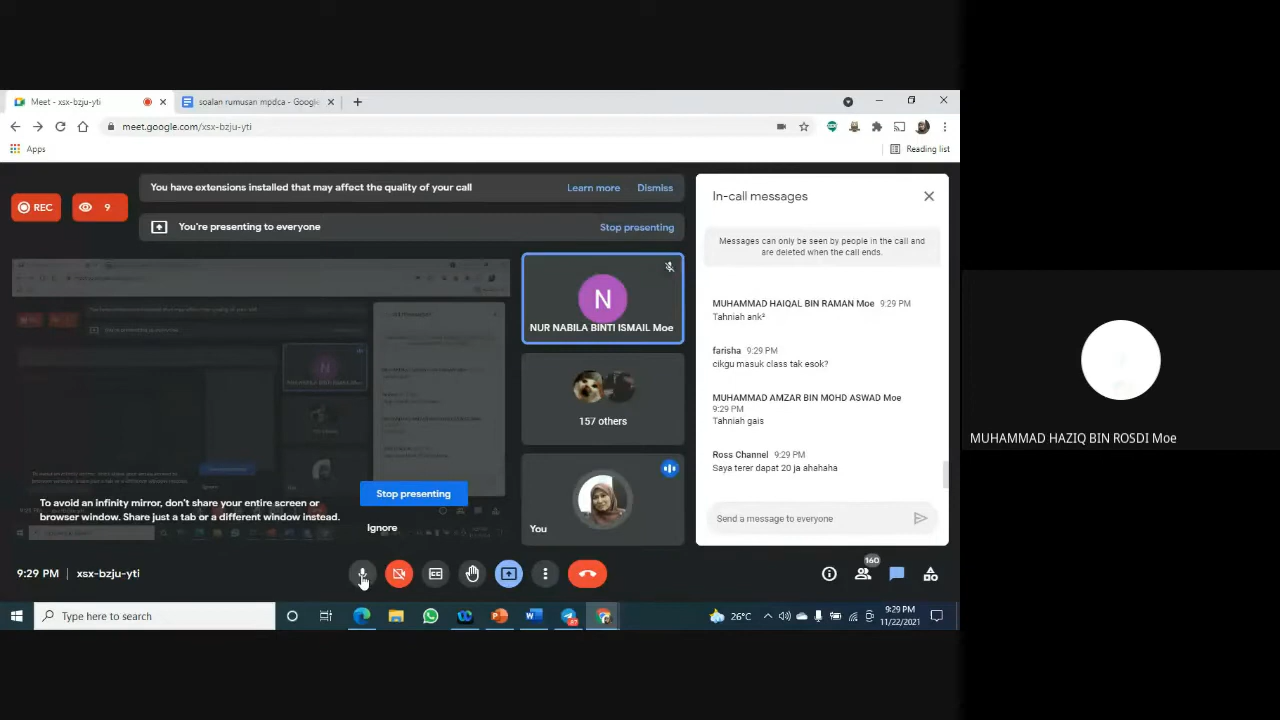 Meet - xsx-bzju-yti
soalan rumusan mpdca - Google
meet.google.com/xsx-bzju-yti
Apps
Reading list
You have extensions installed that may affect the quality of your call
Learn more
Dismiss
REC
9
You're presenting to everyone
Stop presenting
N
NUR NABILA BINTI ISMAIL Moe
157 others
You
To avoid an infinity mirror, don't share your entire screen or
browser window. Share just a tab or a different window instead.
Stop presenting
Ignore
In-call messages
Messages can only be seen by people in the call and
are deleted when the call ends.
MUHAMMAD HAIQAL BIN RAMAN Moe 9:29 PM
Tahniah ank²
farisha 9:29 PM
cikgu masuk class tak esok?
MUHAMMAD AMZAR BIN MOHD ASWAD Moe
9:29 PM
Tahniah gais
Ross Channel 9:29 PM
Saya terer dapat 20 ja ahahaha
Send a message to everyone
9:29 PM | xsx-bzju-yti
160
Type here to search
26°C
9:29 PM
11/22/2021
MUHAMMAD HAZIQ BIN ROSDI Moe